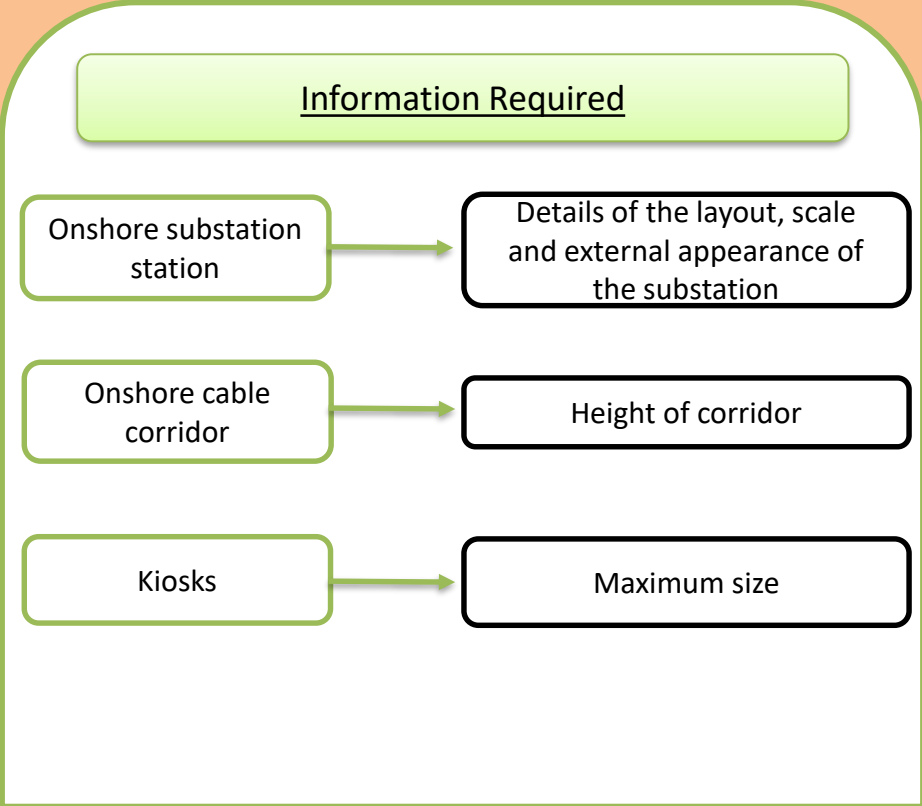 Information Required
Onshore substation
station
Details of the layout, scale
and external appearance of
the substation
Onshore cable
corridor
Height of corridor
Kiosks
Maximum size